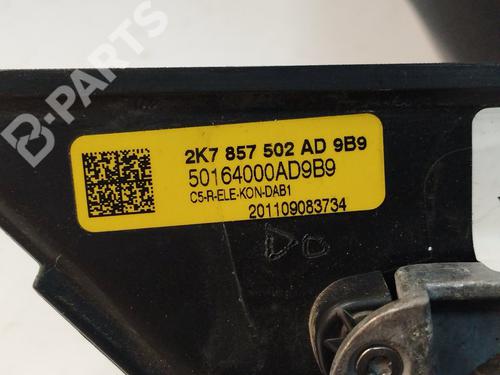 B-PARTS
2K7 857 502 AD 9B9
50164000AD9B9
C5-R-ELE-KON-DAB1
201109083734